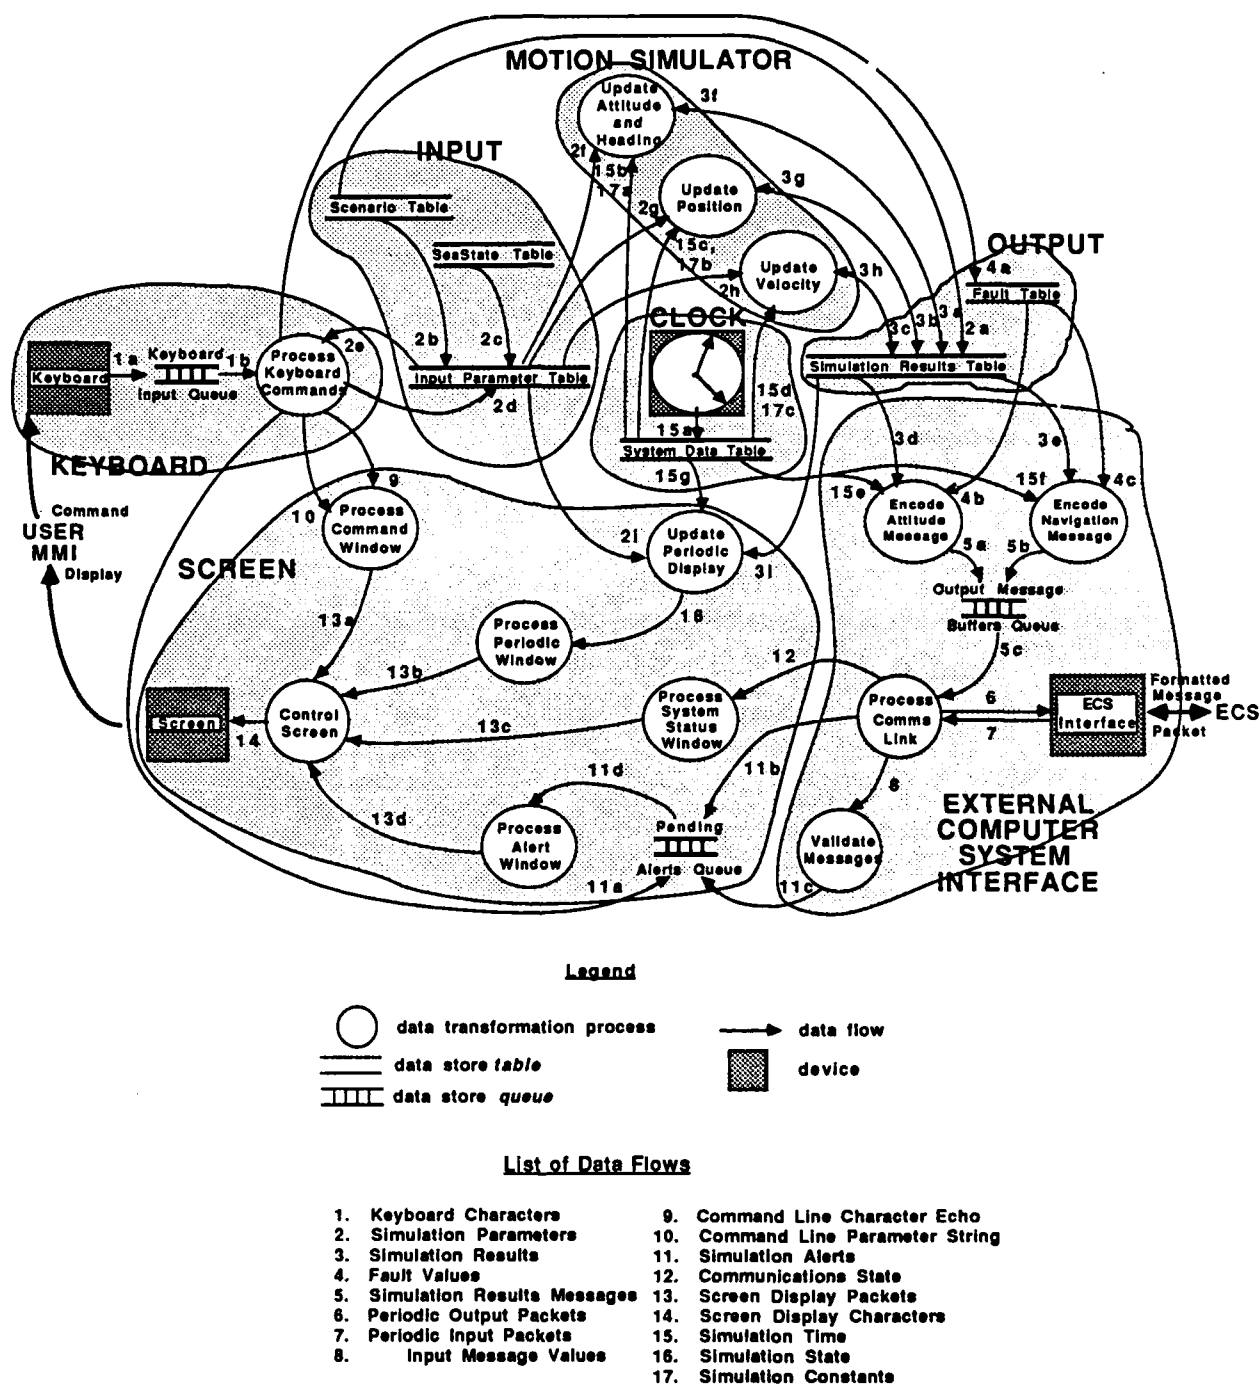 MOTION SIMULATOR
Update
Attitude
and
Heading
3f
2f
15b
17a
INPUT
Scenario Table
SeaState Table
Update
Position
3g
2g
15c,
17b
Update
Velocity
3h
2h
OUTPUT
4a
Fault Table
3c
3b
3a
2a
Simulation Results Table
CLOCK
15a
System Data Table
15d
17c
Keyboard
1a
Keyboard
Input Queue
1b
Process
Keyboard
Commands
2e
2b
2c
Input Parameter Table
2d
KEYBOARD
Command
USER
MMI
Display
9
10
Process
Command
Window
SCREEN
15g
2i
Update
Periodic
Display
3i
3d
3e
15e
Encode
Attitude
Message
4b
15f
Encode
Navigation
Message
4c
5a
5b
Output Message
Buffers Queue
5c
13a
Process
Periodic
Window
16
13b
12
Screen
14
Control
Screen
13c
Process
System
Status
Window
Process
Comms
Link
6
7
ECS
Interface
Formatted
Message
Packet
ECS
11d
11b
8
13d
Process
Alert
Window
Pending
Alerts Queue
11a
11c
Validate
Messages
EXTERNAL
COMPUTER
SYSTEM
INTERFACE
Legend
data transformation process
data flow
data store table
device
data store queue
List of Data Flows
1. Keyboard Characters
2. Simulation Parameters
3. Simulation Results
4. Fault Values
5. Simulation Results Messages
6. Periodic Output Packets
7. Periodic Input Packets
8. Input Message Values
9. Command Line Character Echo
10. Command Line Parameter String
11. Simulation Alerts
12. Communications State
13. Screen Display Packets
14. Screen Display Characters
15. Simulation Time
16. Simulation State
17. Simulation Constants